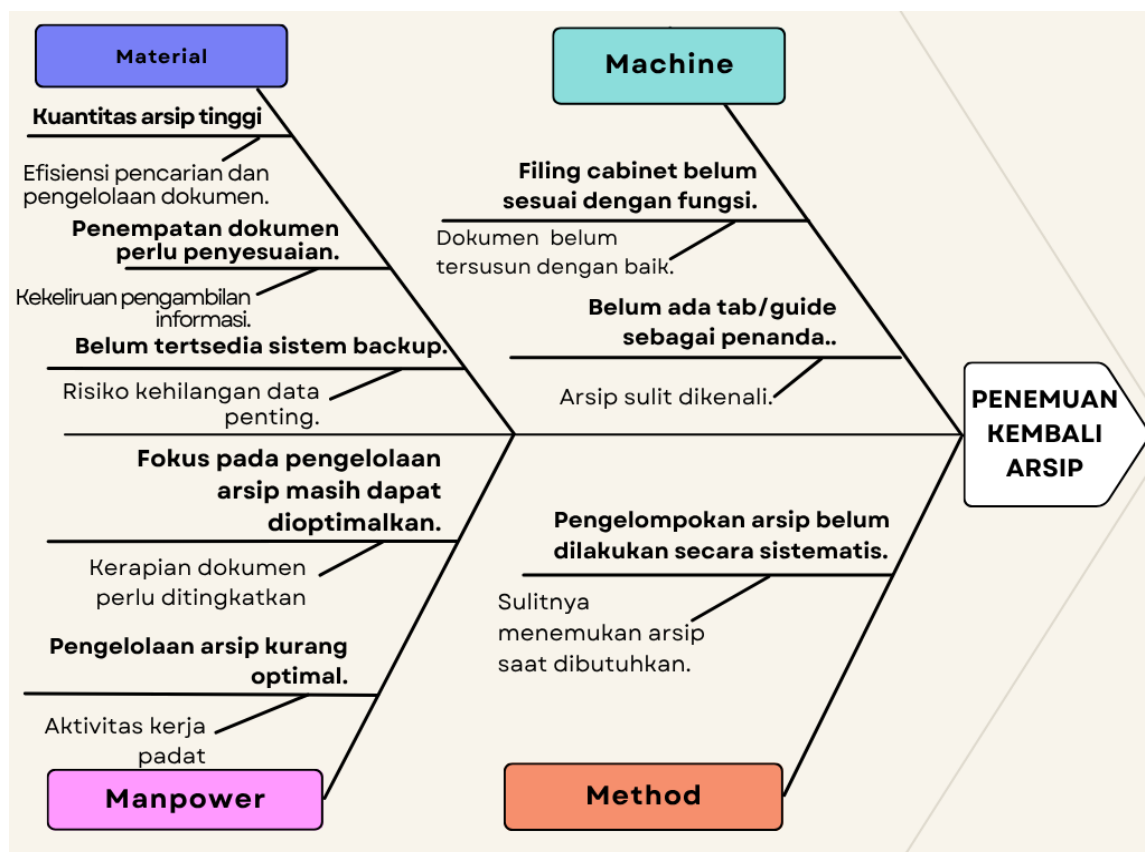 Material
Kuantitas arsip tinggi
Efisiensi pencarian dan
pengelolaan dokumen.
Penempatan dokumen
perlu penyesuaian.
Kekeliruan pengambilan
informasi.
Belum tertsedia sistem backup.
Risiko kehilangan data
penting.
Machine
Filing cabinet belum
sesuai dengan fungsi.
Dokumen belum
tersusun dengan baik.
Belum ada tab/guide
sebagai penanda..
Arsip sulit dikenali.
PENEMUAN
KEMBALI
ARSIP
Fokus pada pengelolaan
arsip masih dapat
dioptimalkan.
Kerapian dokumen
perlu ditingkatkan
Pengelolaan arsip kurang
optimal.
Aktivitas kerja
padat
Manpower
Pengelompokan arsip belum
dilakukan secara sistematis.
Sulitnya
menemukan arsip
saat dibutuhkan.
Method